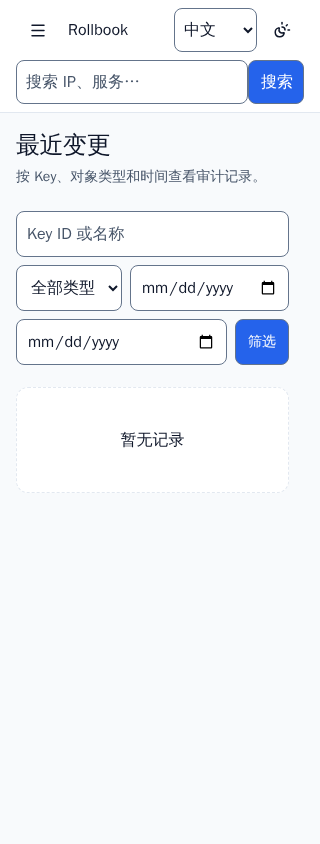 Rollbook
中文
搜索 IP、服务…
搜索
最近变更
按 Key、对象类型和时间查看审计记录。
Key ID 或名称
全部类型
mm/dd/yyyy
mm/dd/yyyy
筛选
暂无记录